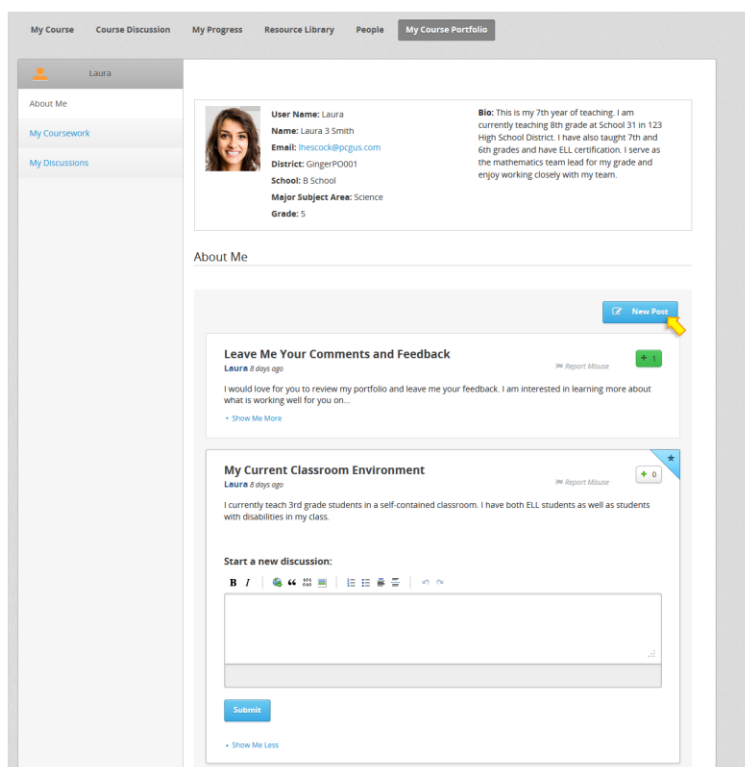 My Course Course Discussion My Progress Resource Library People My Course Portfolio
Laura
About Me
My Coursework
My Discussions
User Name: Laura
Name: Laura 3 Smith
Email: lhescock@pcgus.com
District: GingerPO001
School: B School
Major Subject Area: Science
Grade: 5
Bio: This is my 7th year of teaching. I am
currently teaching 8th grade at School 31 in 123
High School District. I have also taught 7th and
6th grades and have ELL certification. I serve as
the mathematics team lead for my grade and
enjoy working closely with my team.
About Me
New Post
Leave Me Your Comments and Feedback
Laura 8 days ago
Report Misuse
+ 1
I would love for you to review my portfolio and leave me your feedback. I am interested in learning more about
what is working well for you on...
Show Me More
My Current Classroom Environment
Laura 8 days ago
Report Misuse
+ 0
I currently teach 3rd grade students in a self-contained classroom. I have both ELL students as well as students
with disabilities in my class.
Start a new discussion:
B I
Submit
Show Me Less